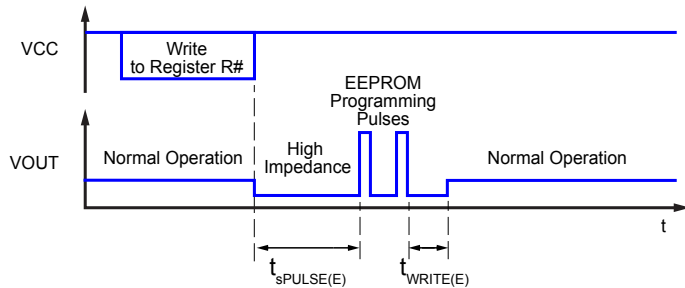 VCC
Write
to Register R#
EEPROM
Programming
Pulses
VOUT
Normal Operation
High
Impedance
Normal Operation
t
tsPULSE(E)
tWRITE(E)